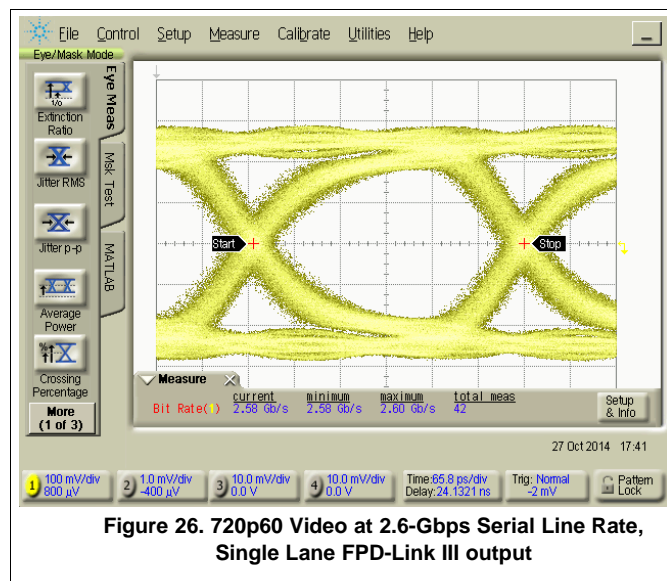 File Control Setup Measure Calibrate Utilities Help
Eye/Mask Mode
Eye Meas
Msk Test
MATLAB
1/0
Extinction
Ratio
Jitter RMS
Jitter p-p
Average
Power
%
Crossing
Percentage
More
(1 of 3)
Start
Stop
Measure
current minimum maximum total meas
Bit Rate(1) 2.58 Gb/s 2.58 Gb/s 2.60 Gb/s 42
Setup
& Info
27 Oct 2014 17:41
1 100 mV/div
800 µV
2 1.0 mV/div
-400 µV
3 10.0 mV/div
0.0 V
4 10.0 mV/div
0.0 V
Time:65.8 ps/div
Delay:24.1321 ns
Trig: Normal
-2 mV
Pattern
Lock
Figure 26. 720p60 Video at 2.6-Gbps Serial Line Rate,
Single Lane FPD-Link III output